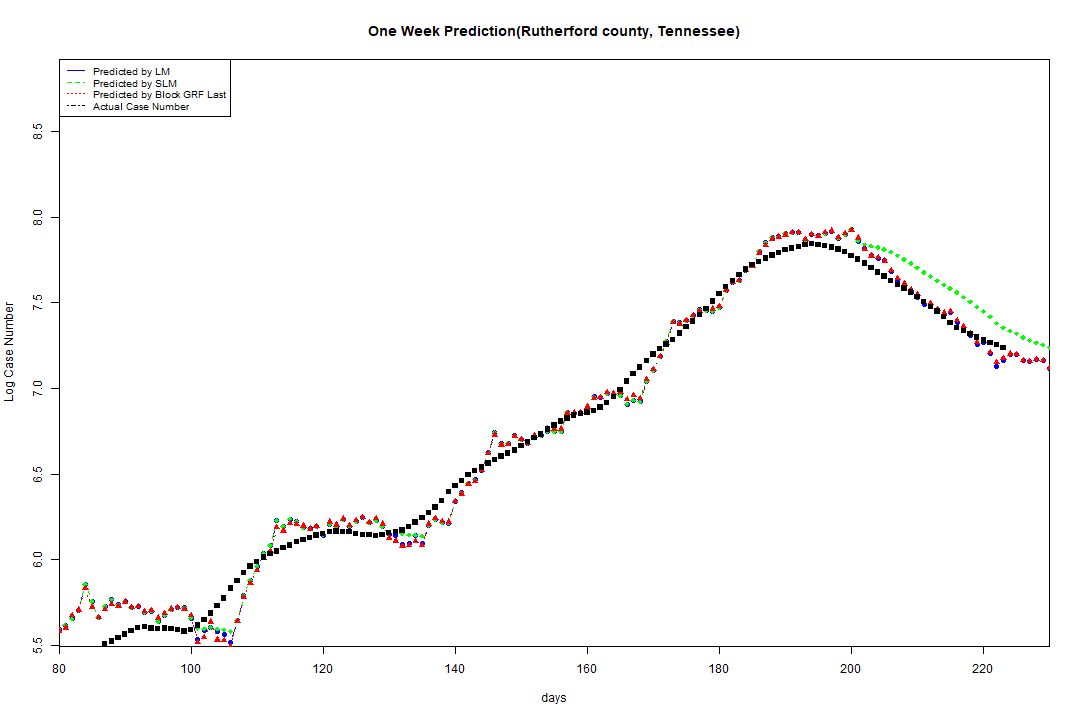 One Week Prediction(Rutherford county, Tennessee)
Predicted by LM
Predicted by SLM
Predicted by Block GRF Last
Actual Case Number
8.5
8.0
7.5
7.0
6.5
6.0
5.5
Log Case Number
80 100 120 140 160 180 200 220
days